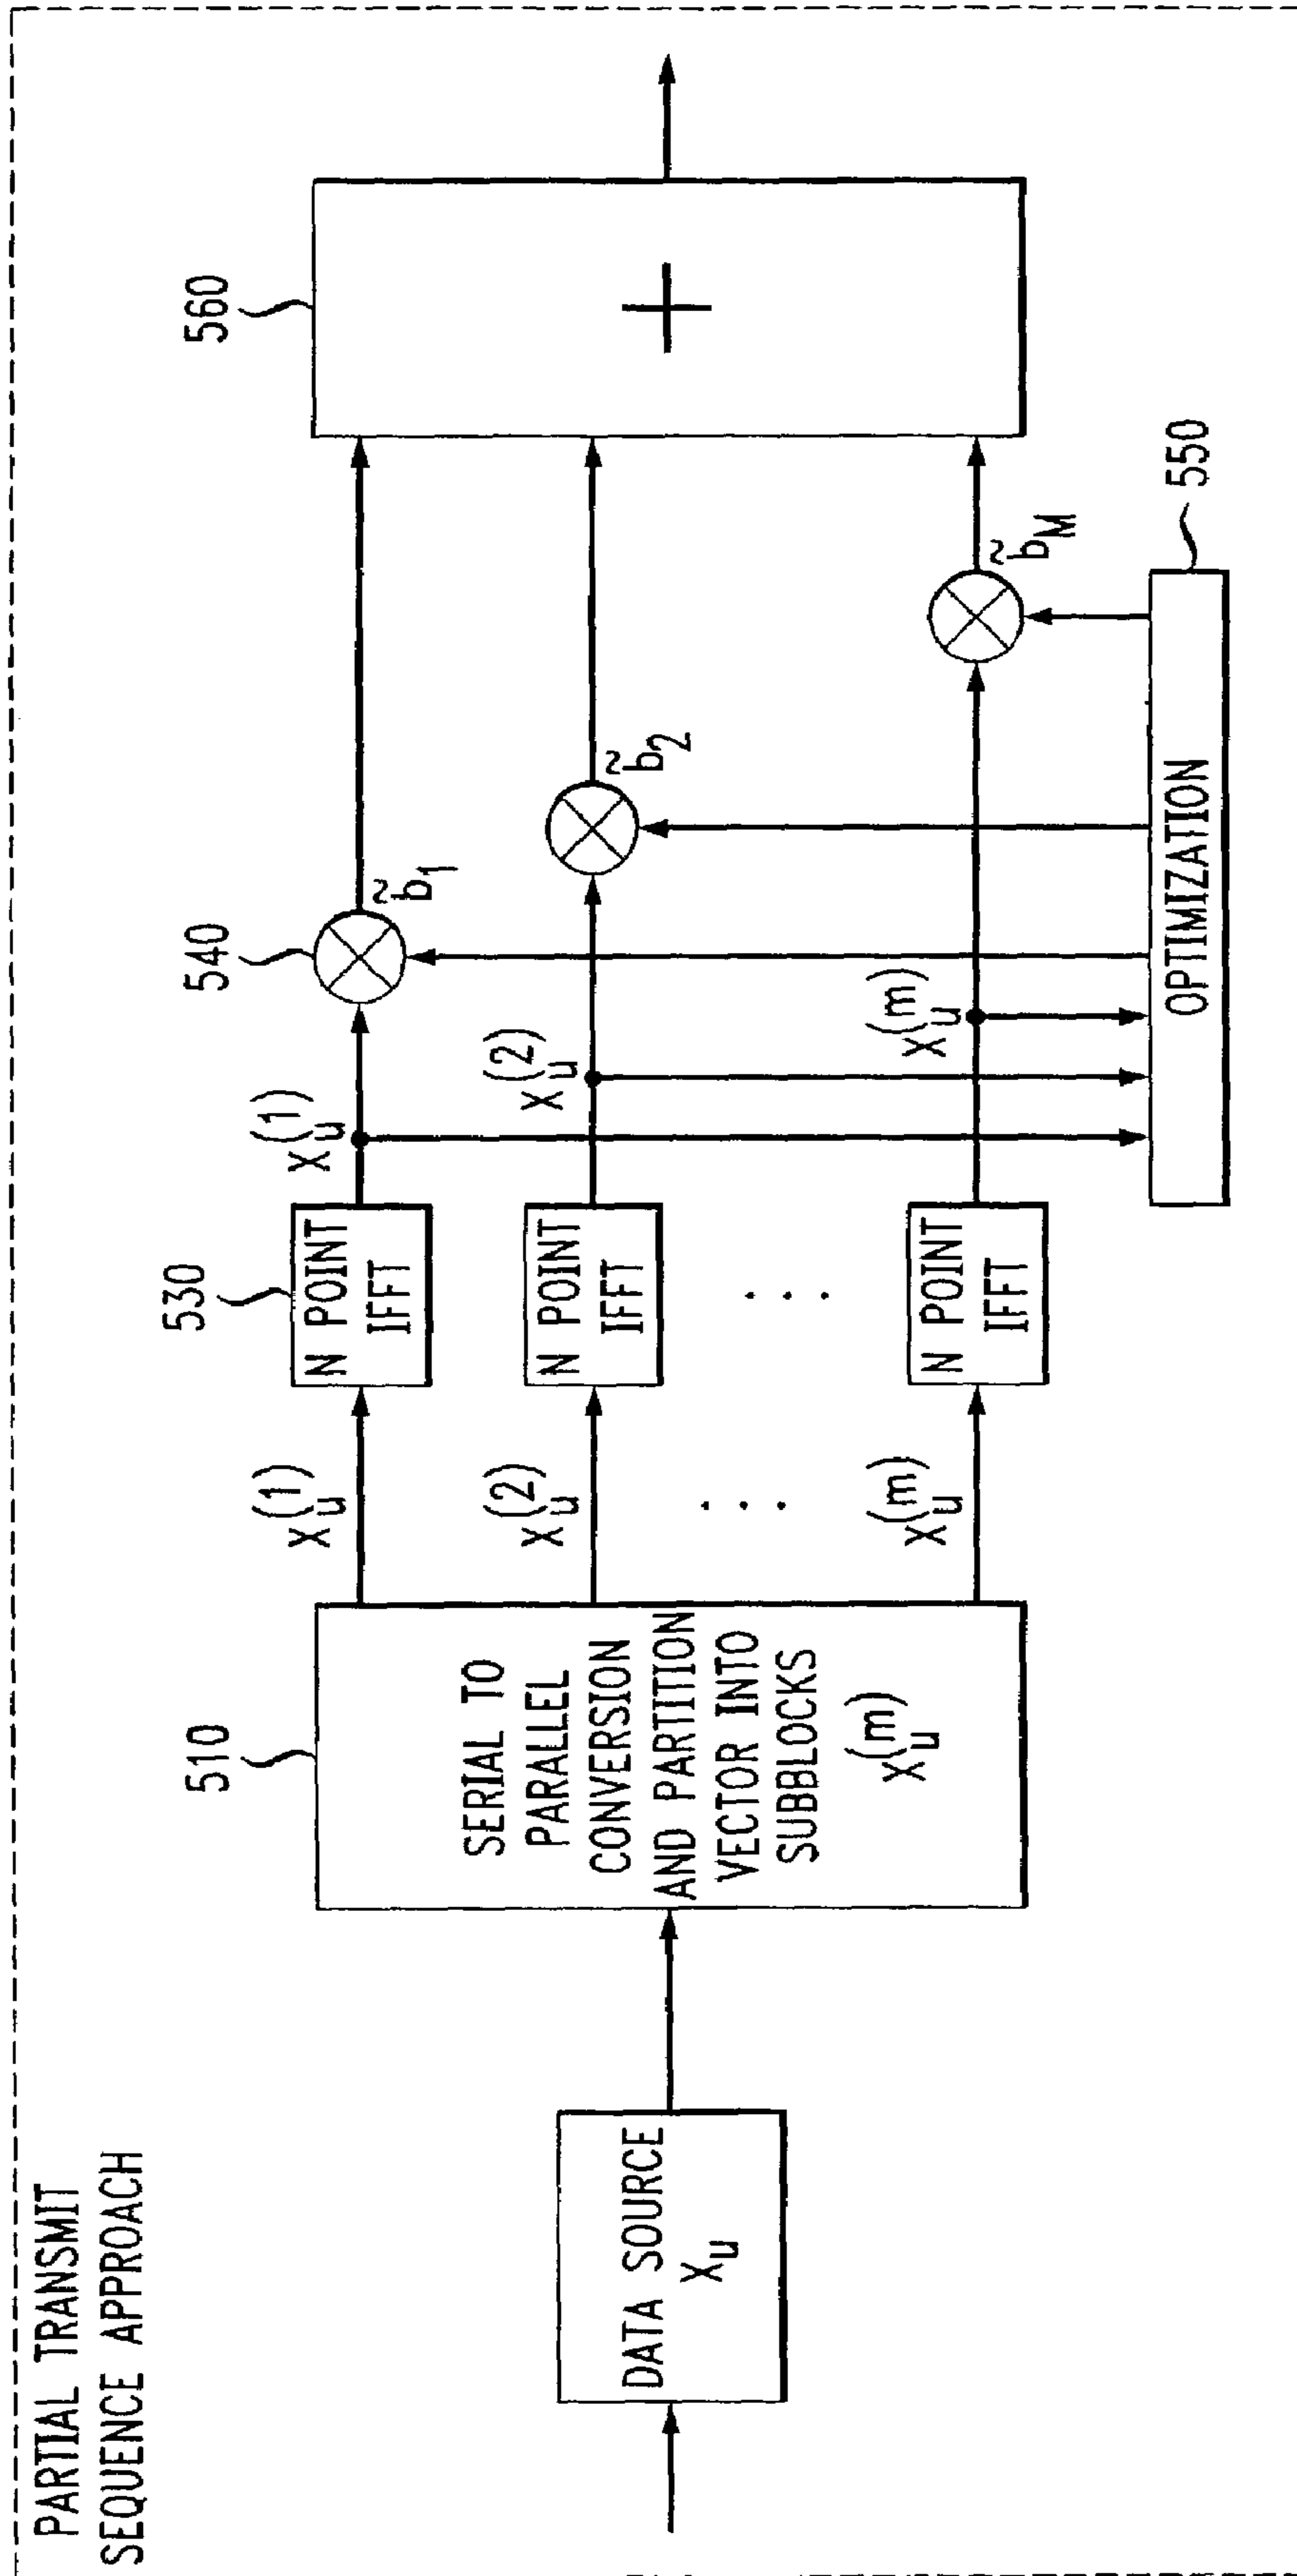 PARTIAL TRANSMIT
SEQUENCE APPROACH
DATA SOURCE
X_u
510
SERIAL TO
PARALLEL
CONVERSION
AND PARTITION
VECTOR INTO
SUBBLOCKS
X_u^(m)
X_u^(1)
X_u^(2)
. . .
X_u^(m)
530
N POINT
IFFT
N POINT
IFFT
. . .
N POINT
IFFT
X_u^(1)
X_u^(2)
X_u^(m)
540
b̃_1
b̃_2
b̃_M
OPTIMIZATION
550
560
+